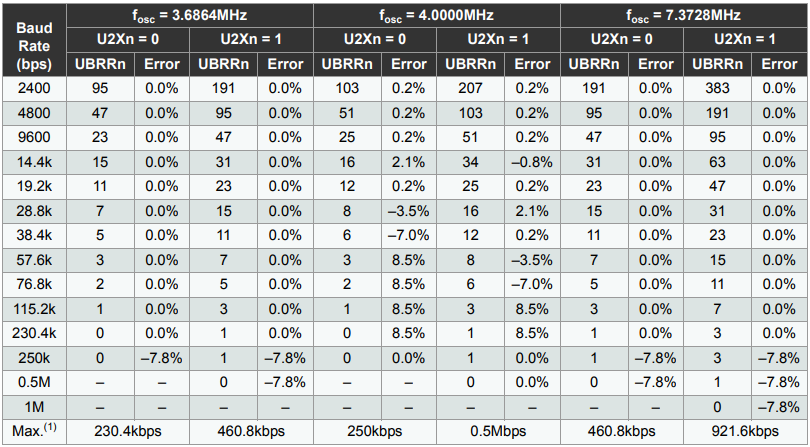 Baud Rate (bps) fosc = 3.6864MHz fosc = 4.0000MHz fosc = 7.3728MHz
U2Xn = 0 U2Xn = 1 U2Xn = 0 U2Xn = 1 U2Xn = 0 U2Xn = 1
UBRRn Error UBRRn Error UBRRn Error UBRRn Error UBRRn Error UBRRn Error
2400 95 0.0% 191 0.0% 103 0.2% 207 0.2% 191 0.0% 383 0.0%
4800 47 0.0% 95 0.0% 51 0.2% 103 0.2% 95 0.0% 191 0.0%
9600 23 0.0% 47 0.0% 25 0.2% 51 0.2% 47 0.0% 95 0.0%
14.4k 15 0.0% 31 0.0% 16 2.1% 34 –0.8% 31 0.0% 63 0.0%
19.2k 11 0.0% 23 0.0% 12 0.2% 25 0.2% 23 0.0% 47 0.0%
28.8k 7 0.0% 15 0.0% 8 –3.5% 16 2.1% 15 0.0% 31 0.0%
38.4k 5 0.0% 11 0.0% 6 –7.0% 12 0.2% 11 0.0% 23 0.0%
57.6k 3 0.0% 7 0.0% 3 8.5% 8 –3.5% 7 0.0% 15 0.0%
76.8k 2 0.0% 5 0.0% 2 8.5% 6 –7.0% 5 0.0% 11 0.0%
115.2k 1 0.0% 3 0.0% 1 8.5% 3 8.5% 3 0.0% 7 0.0%
230.4k 0 0.0% 1 0.0% 0 8.5% 1 8.5% 1 0.0% 3 0.0%
250k 0 –7.8% 1 –7.8% 0 0.0% 1 0.0% 1 –7.8% 3 –7.8%
0.5M – – 0 –7.8% – – 0 0.0% 0 –7.8% 1 –7.8%
1M – – – – – – – – – – 0 –7.8%
Max.(1) 230.4kbps 460.8kbps 250kbps 0.5Mbps 460.8kbps 921.6kbps